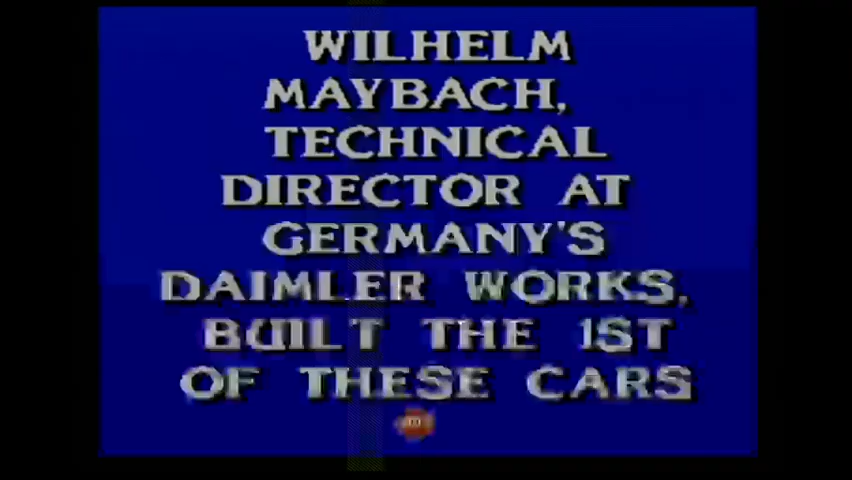 WILHELM
MAYBACH,
TECHNICAL
DIRECTOR AT
GERMANY'S
DAIMLER WORKS,
BUILT THE 1ST
OF THESE CARS